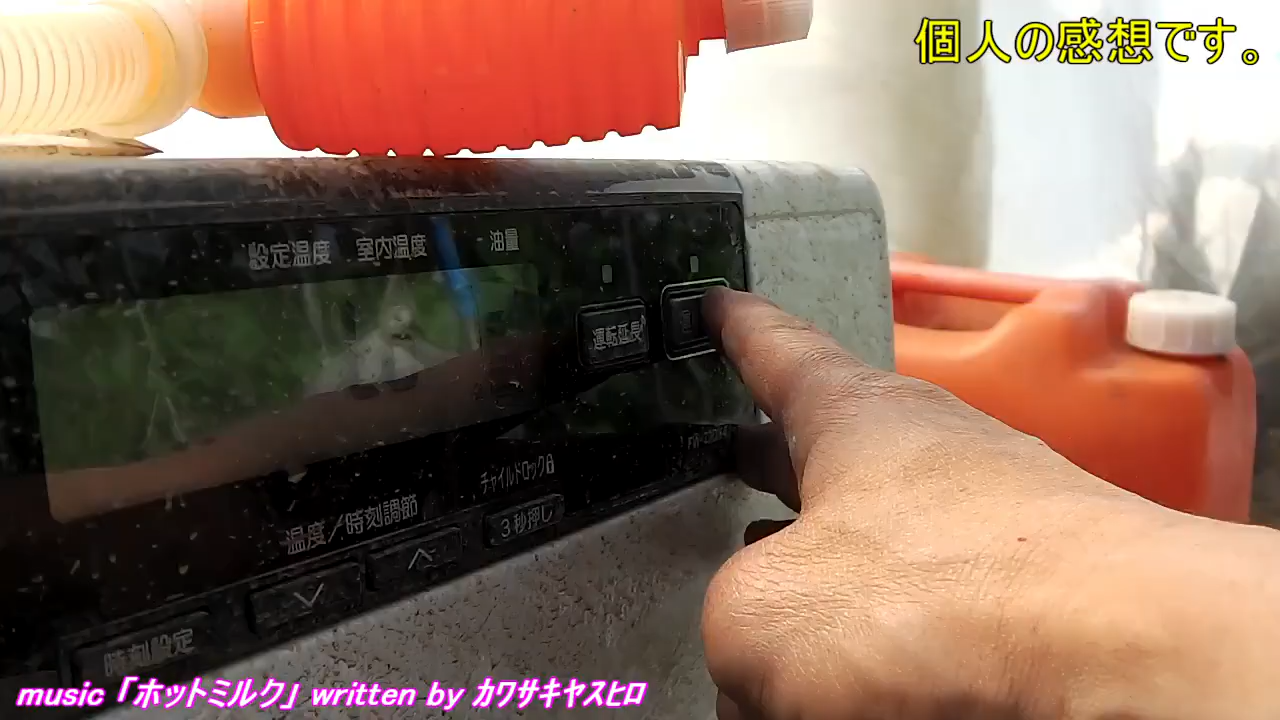 個人の感想です。
設定温度 室内温度 油量
運転延長
チャイルドロック
3秒押し
温度/時刻調節
時刻設定
music「ホットミルク」written by カワサキヤスヒロ